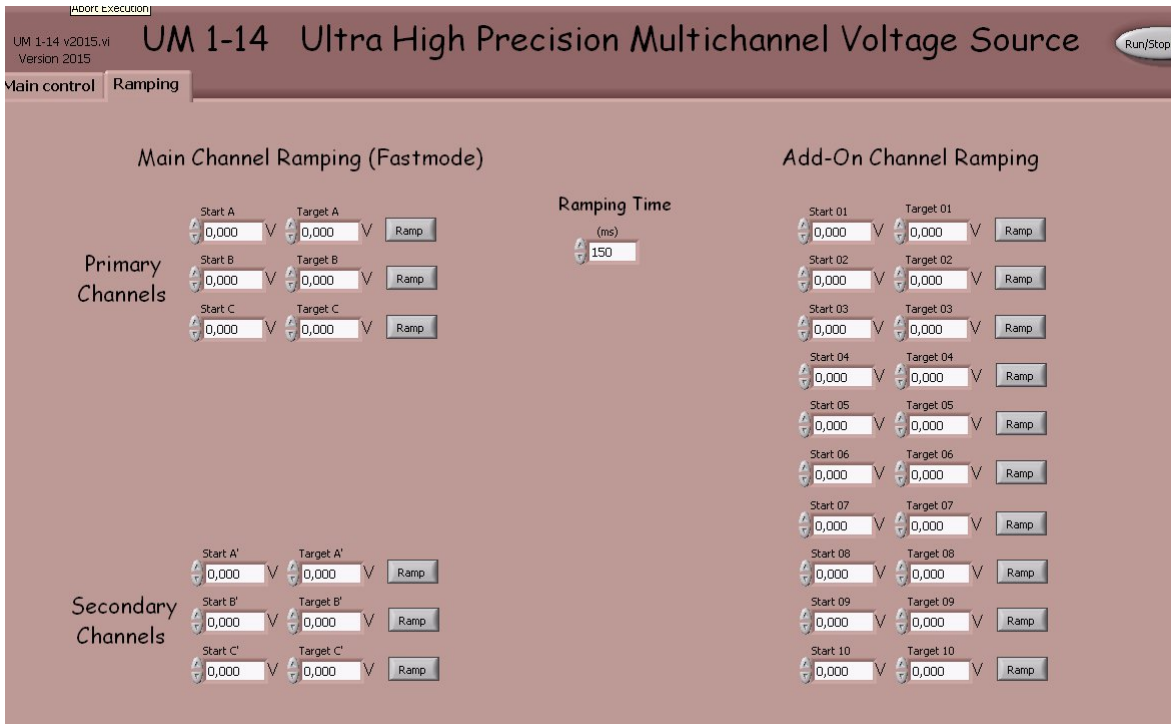 Abort Execution
UM 1-14 v2015.vi
Version 2015
UM 1-14 Ultra High Precision Multichannel Voltage Source
Run/Stop
Main control
Ramping
Main Channel Ramping (Fastmode)
Primary
Channels
Start A Target A
0,000 V 0,000 V Ramp
Start B Target B
0,000 V 0,000 V Ramp
Start C Target C
0,000 V 0,000 V Ramp
Secondary
Channels
Start A' Target A'
0,000 V 0,000 V Ramp
Start B' Target B'
0,000 V 0,000 V Ramp
Start C' Target C'
0,000 V 0,000 V Ramp
Ramping Time
(ms)
150
Add-On Channel Ramping
Start 01 Target 01
0,000 V 0,000 V Ramp
Start 02 Target 02
0,000 V 0,000 V Ramp
Start 03 Target 03
0,000 V 0,000 V Ramp
Start 04 Target 04
0,000 V 0,000 V Ramp
Start 05 Target 05
0,000 V 0,000 V Ramp
Start 06 Target 06
0,000 V 0,000 V Ramp
Start 07 Target 07
0,000 V 0,000 V Ramp
Start 08 Target 08
0,000 V 0,000 V Ramp
Start 09 Target 09
0,000 V 0,000 V Ramp
Start 10 Target 10
0,000 V 0,000 V Ramp